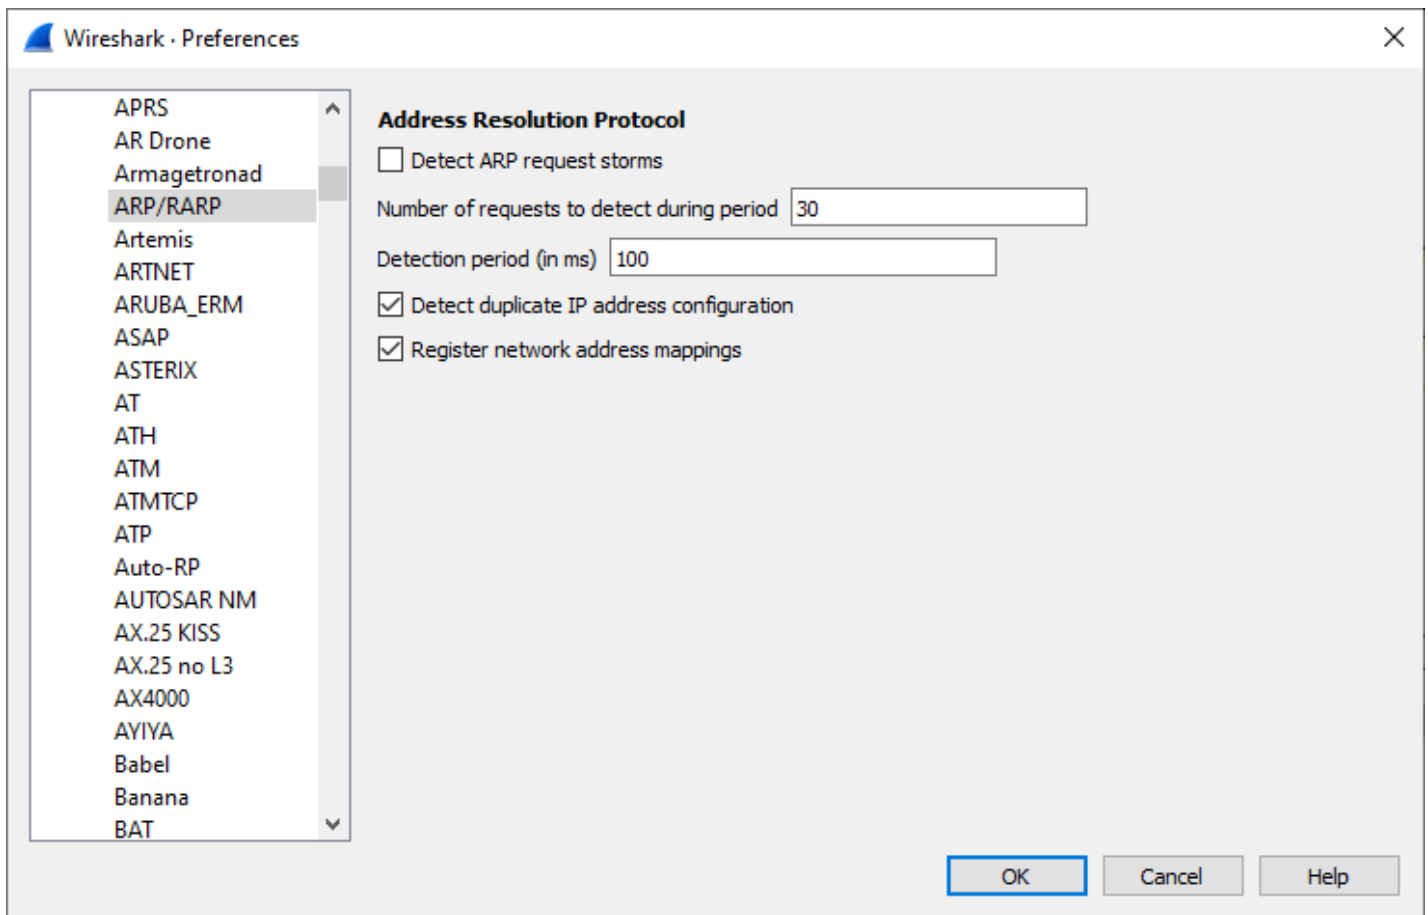 Wireshark · Preferences
APRS
AR Drone
Armagetronad
ARP/RARP
Artemis
ARTNET
ARUBA_ERM
ASAP
ASTERIX
AT
ATH
ATM
ATMTCP
ATP
Auto-RP
AUTOSAR NM
AX.25 KISS
AX.25 no L3
AX4000
AYIYA
Babel
Banana
BAT
Address Resolution Protocol
Detect ARP request storms
Number of requests to detect during period 30
Detection period (in ms) 100
Detect duplicate IP address configuration
Register network address mappings
OK Cancel Help